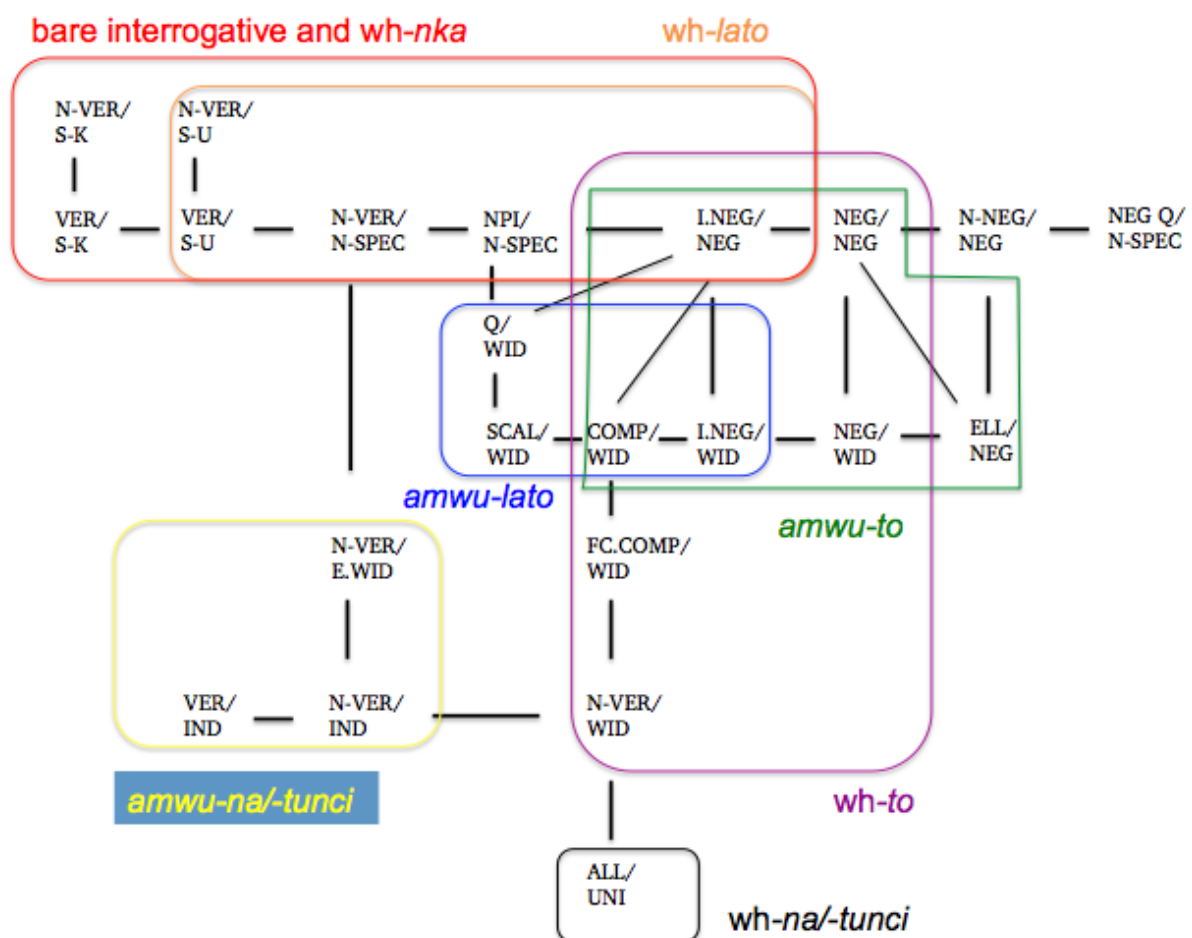 bare interrogative and wh-nka
wh-lato
N-VER/
S-K
N-VER/
S-U
VER/
S-K
VER/
S-U
N-VER/
N-SPEC
NPI/
N-SPEC
I.NEG/
NEG
NEG/
NEG
N-NEG/
NEG
NEG Q/
N-SPEC
Q/
WID
SCAL/
WID
COMP/
WID
I.NEG/
WID
NEG/
WID
ELL/
NEG
amwu-lato
amwu-to
N-VER/
E.WID
FC.COMP/
WID
VER/
IND
N-VER/
IND
N-VER/
WID
amwu-na/-tunci
wh-to
ALL/
UNI
wh-na/-tunci